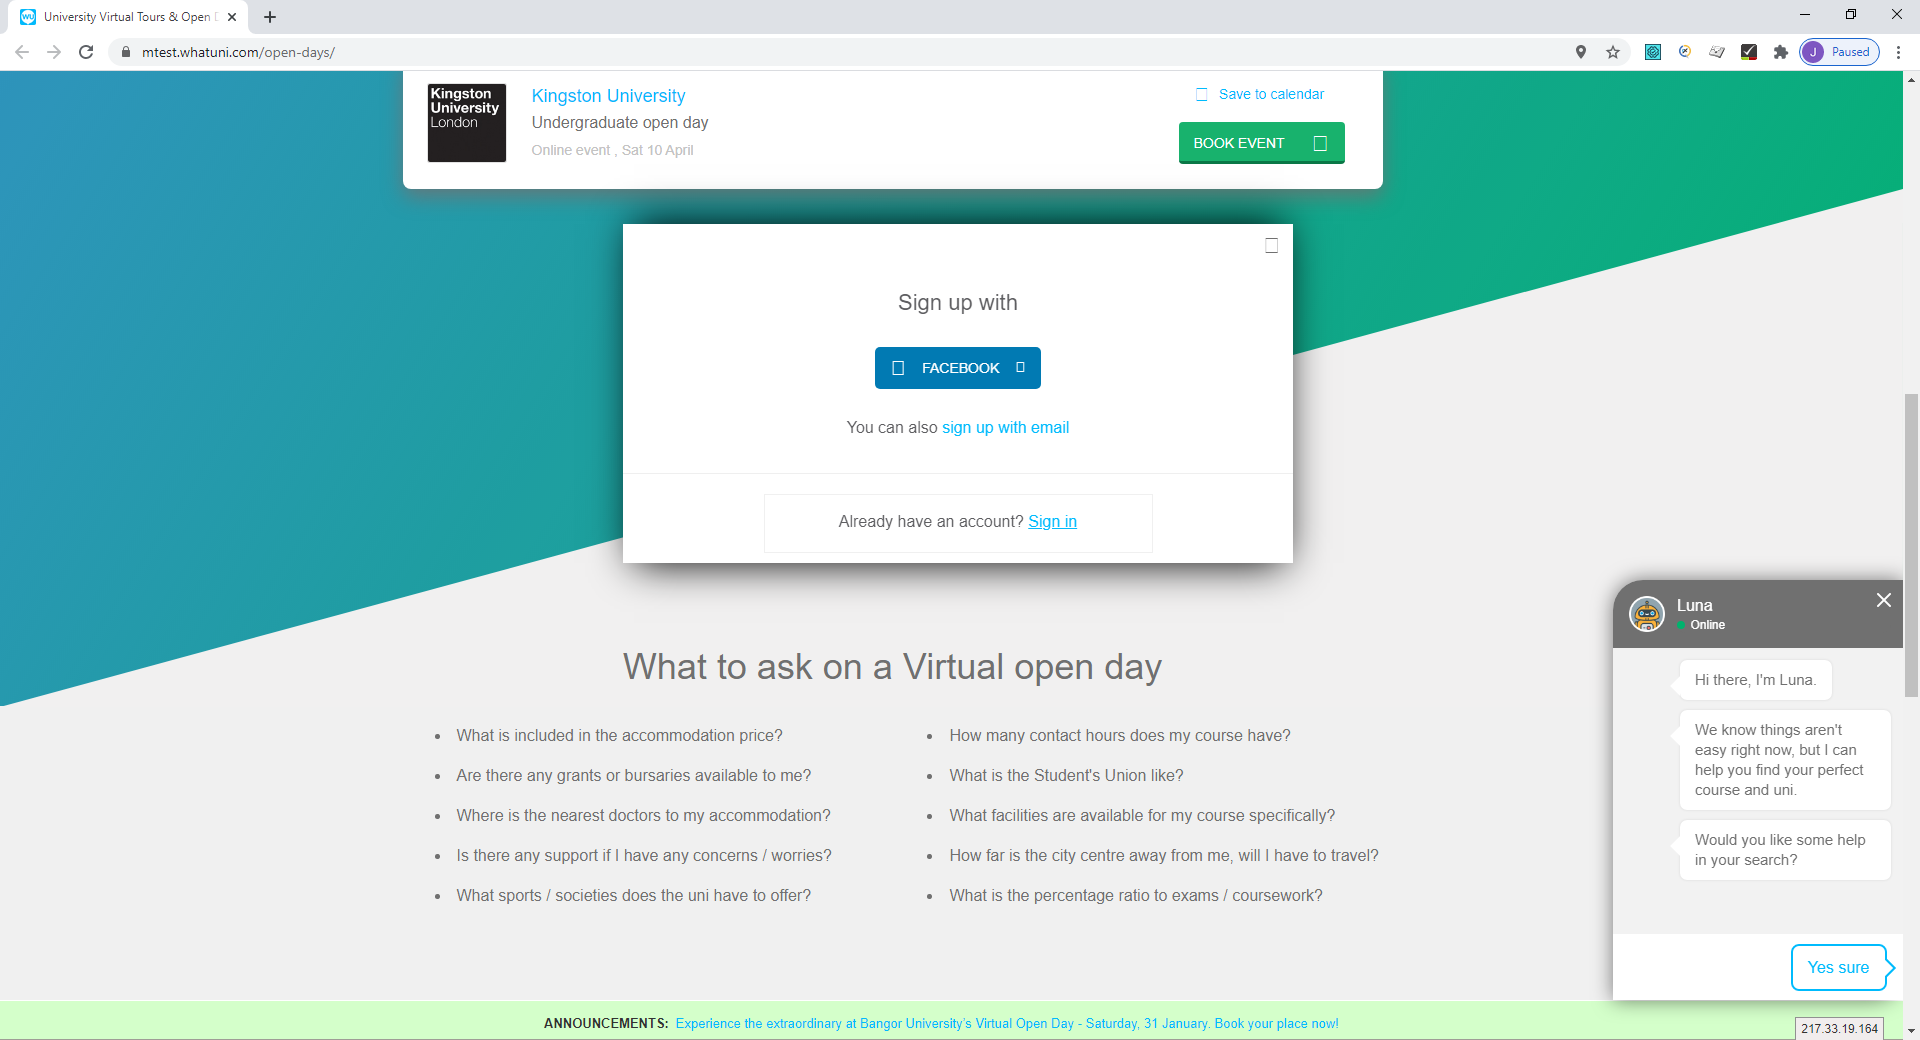 University Virtual Tours & Open
mtest.whatuni.com/open-days/
J Paused
Kingston
University
London
Kingston University
Undergraduate open day
Online event , Sat 10 April
Save to calendar
BOOK EVENT
Sign up with
FACEBOOK
You can also sign up with email
Already have an account? Sign in
What to ask on a Virtual open day
What is included in the accommodation price?
Are there any grants or bursaries available to me?
Where is the nearest doctors to my accommodation?
Is there any support if I have any concerns / worries?
What sports / societies does the uni have to offer?
How many contact hours does my course have?
What is the Student's Union like?
What facilities are available for my course specifically?
How far is the city centre away from me, will I have to travel?
What is the percentage ratio to exams / coursework?
Luna
Online
Hi there, I'm Luna.
We know things aren't
easy right now, but I can
help you find your perfect
course and uni.
Would you like some help
in your search?
Yes sure
ANNOUNCEMENTS: Experience the extraordinary at Bangor University's Virtual Open Day - Saturday, 31 January. Book your place now!
217.33.19.164